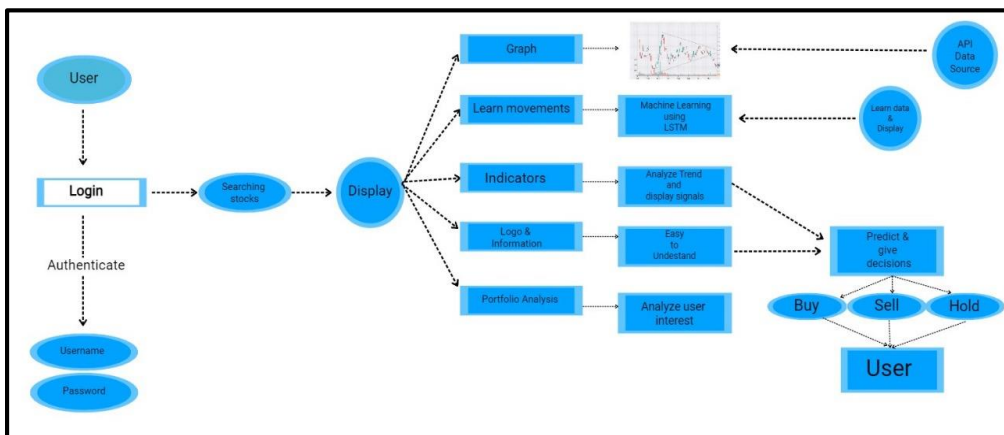 User
Login
Authenticate
Username
Password
Searching
stocks
Display
Graph
Learn movements
Indicators
Logo &
Information
Portfolio Analysis
Machine Learning
using
LSTM
Analyze Trend
and
display signals
Easy
to
Undestand
Analyze user
interest
API
Data
Source
Learn data
&
Display
Predict &
give
decisions
Buy
Sell
Hold
User